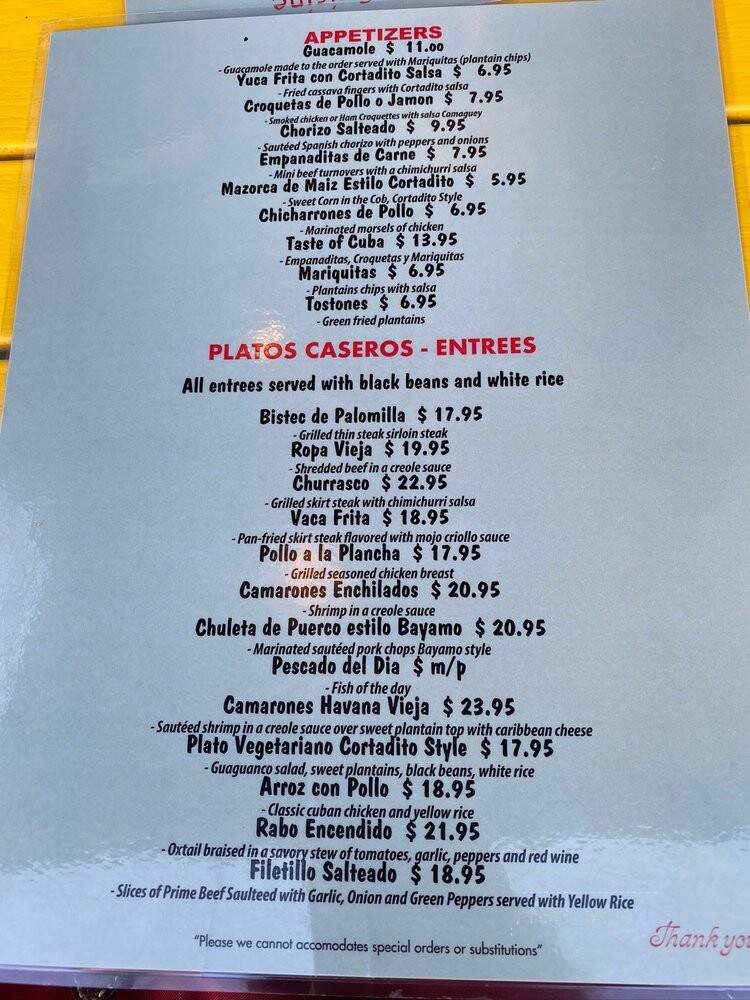 APPETIZERS
Guacamole $ 11.00
- Guacamole made to the order served with Mariquitas (plantain chips)
Yuca Frita con Cortadito Salsa $ 6.95
- Fried cassava fingers with Cortadito salsa
Croquetas de Pollo o Jamon $ 7.95
- Smoked chicken or Ham Croquettes with salsa Camaguey
Chorizo Salteado $ 9.95
- Sautéed Spanish chorizo with peppers and onions
Empanaditas de Carne $ 7.95
- Mini beef turnovers with a chimichurri salsa
Mazorca de Maiz Estilo Cortadito $ 5.95
- Sweet Corn in the Cob, Cortadito Style
Chicharrones de Pollo $ 6.95
- Marinated morsels of chicken
Taste of Cuba $ 13.95
- Empanaditas, Croquetas y Mariquitas
Mariquitas $ 6.95
- Plantains chips with salsa
Tostones $ 6.95
- Green fried plantains
PLATOS CASEROS - ENTREES
All entrees served with black beans and white rice
Bistec de Palomilla $ 17.95
- Grilled thin steak sirloin steak
Ropa Vieja $ 19.95
- Shredded beef in a creole sauce
Churrasco $ 22.95
- Grilled skirt steak with chimichurri salsa
Vaca Frita $ 18.95
- Pan-fried skirt steak flavored with mojo criollo sauce
Pollo a la Plancha $ 17.95
- Grilled seasoned chicken breast
Camarones Enchilados $ 20.95
- Shrimp in a creole sauce
Chuleta de Puerco estilo Bayamo $ 20.95
- Marinated sautéed pork chops Bayamo style
Pescado del Dia $ m/p
- Fish of the day
Camarones Havana Vieja $ 23.95
- Sautéed shrimp in a creole sauce over sweet plantain top with caribbean cheese
Plato Vegetariano Cortadito Style $ 17.95
- Guaguanco salad, sweet plantains, black beans, white rice
Arroz con Pollo $ 18.95
- Classic cuban chicken and yellow rice
Rabo Encendido $ 21.95
- Oxtail braised in a savory stew of tomatoes, garlic, peppers and red wine
Filetillo Salteado $ 18.95
- Slices of Prime Beef Saulteed with Garlic, Onion and Green Peppers served with Yellow Rice
"Please we cannot accomodates special orders or substitutions"
Thank you